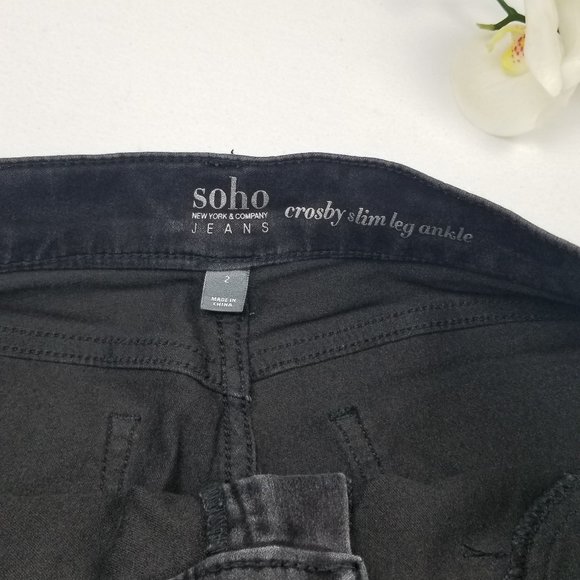 soho
NEW YORK & COMPANY
JEANS
crosby slim leg ankle
2
MADE IN
CHINA